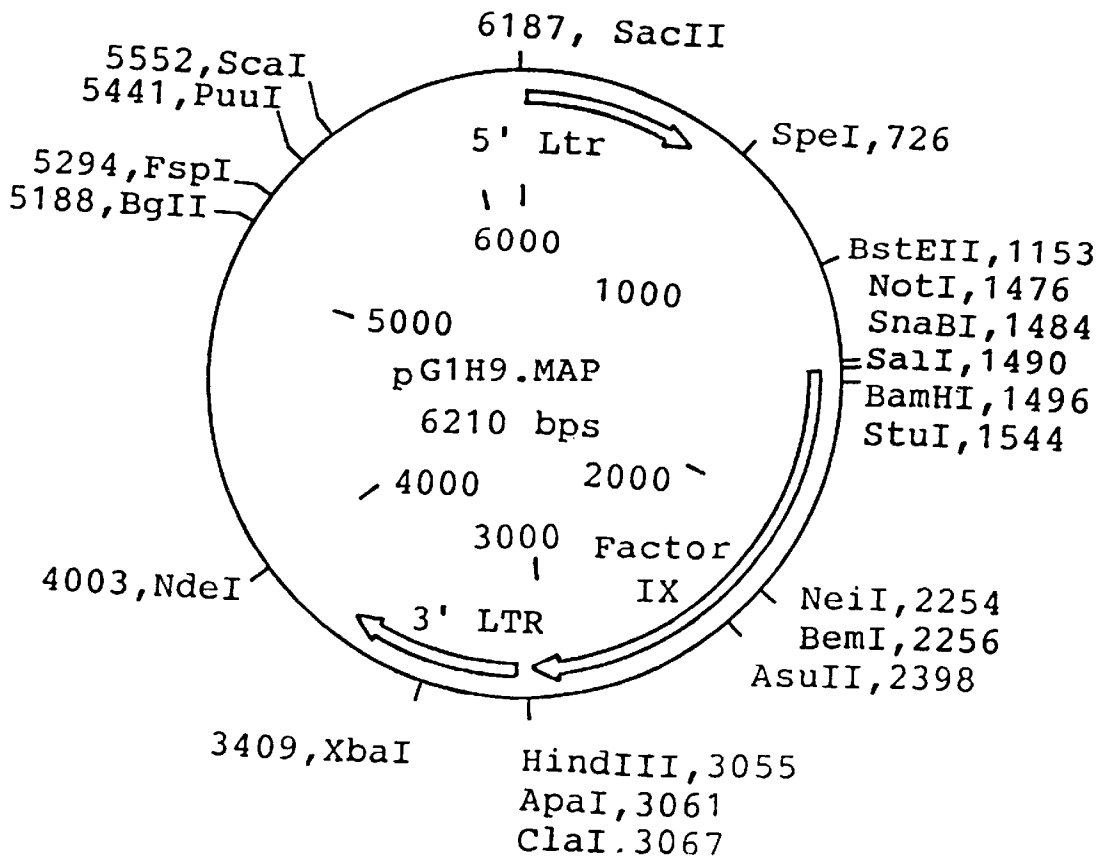 6187, SacII
5552,ScaI
5441,PuuI
5294,FspI
5188,BgII
5' Ltr
SpeI,726
6000
1000
BstEII,1153
NotI,1476
SnaBI,1484
SalI,1490
BamHI,1496
StuI,1544
5000
pG1H9.MAP
6210 bps
4000
2000
3000
Factor
IX
4003,NdeI
3' LTR
NeiI,2254
BemI,2256
AsuII,2398
3409,XbaI
HindIII,3055
ApaI,3061
ClaI.3067